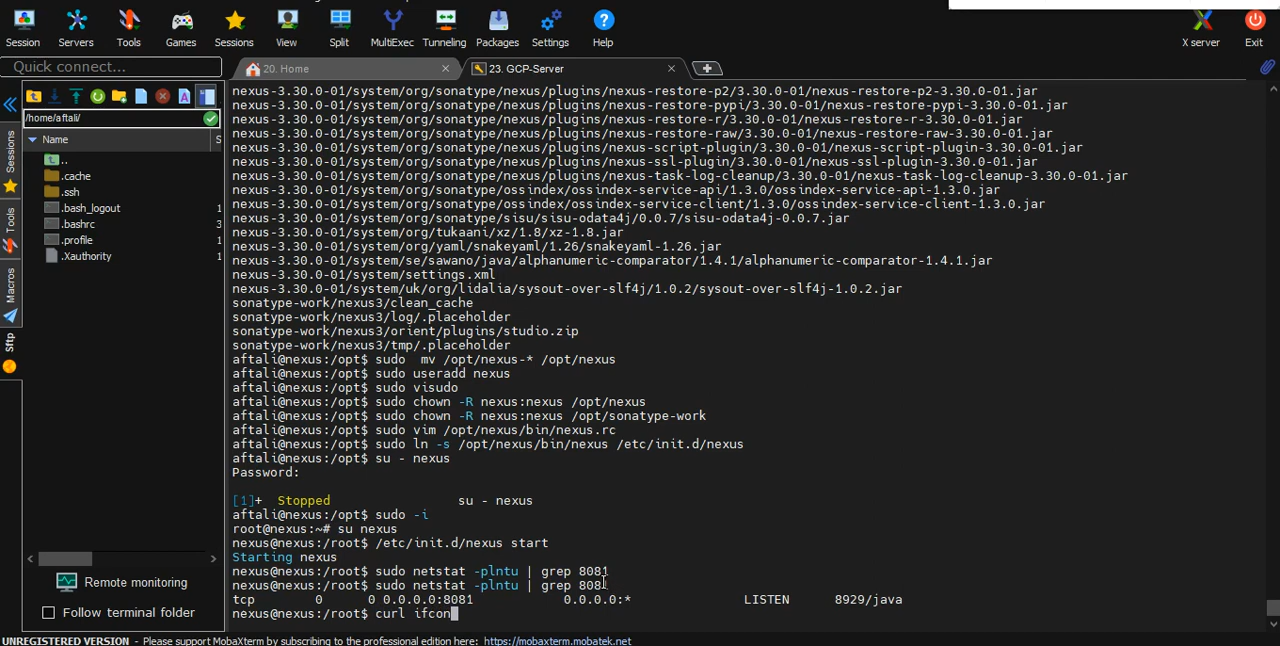 Session Servers Tools Games Sessions View Split MultiExec Tunneling Packages Settings Help X server Exit
Quick connect...
20. Home
23. GCP-Server
/home/aftali/
Name S
..
.cache
.ssh
.bash_logout 1
.bashrc 3
.profile 1
.Xauthority 1
Sessions
Tools
Macros
Sftp
Remote monitoring
Follow terminal folder
nexus-3.30.0-01/system/org/sonatype/nexus/plugins/nexus-restore-p2/3.30.0-01/nexus-restore-p2-3.30.0-01.jar
nexus-3.30.0-01/system/org/sonatype/nexus/plugins/nexus-restore-pypi/3.30.0-01/nexus-restore-pypi-3.30.0-01.jar
nexus-3.30.0-01/system/org/sonatype/nexus/plugins/nexus-restore-r/3.30.0-01/nexus-restore-r-3.30.0-01.jar
nexus-3.30.0-01/system/org/sonatype/nexus/plugins/nexus-restore-raw/3.30.0-01/nexus-restore-raw-3.30.0-01.jar
nexus-3.30.0-01/system/org/sonatype/nexus/plugins/nexus-script-plugin/3.30.0-01/nexus-script-plugin-3.30.0-01.jar
nexus-3.30.0-01/system/org/sonatype/nexus/plugins/nexus-ssl-plugin/3.30.0-01/nexus-ssl-plugin-3.30.0-01.jar
nexus-3.30.0-01/system/org/sonatype/nexus/plugins/nexus-task-log-cleanup/3.30.0-01/nexus-task-log-cleanup-3.30.0-01.jar
nexus-3.30.0-01/system/org/sonatype/ossindex/ossindex-service-api/1.3.0/ossindex-service-api-1.3.0.jar
nexus-3.30.0-01/system/org/sonatype/ossindex/ossindex-service-client/1.3.0/ossindex-service-client-1.3.0.jar
nexus-3.30.0-01/system/org/sonatype/sisu/sisu-odata4j/0.0.7/sisu-odata4j-0.0.7.jar
nexus-3.30.0-01/system/org/tukaani/xz/1.8/xz-1.8.jar
nexus-3.30.0-01/system/org/yaml/snakeyaml/1.26/snakeyaml-1.26.jar
nexus-3.30.0-01/system/se/sawano/java/alphanumeric-comparator/1.4.1/alphanumeric-comparator-1.4.1.jar
nexus-3.30.0-01/system/settings.xml
nexus-3.30.0-01/system/uk/org/lidalia/sysout-over-slf4j/1.0.2/sysout-over-slf4j-1.0.2.jar
sonatype-work/nexus3/clean_cache
sonatype-work/nexus3/log/.placeholder
sonatype-work/nexus3/orient/plugins/studio.zip
sonatype-work/nexus3/tmp/.placeholder
aftali@nexus:/opt$ sudo  mv /opt/nexus-* /opt/nexus
aftali@nexus:/opt$ sudo useradd nexus
aftali@nexus:/opt$ sudo visudo
aftali@nexus:/opt$ sudo chown -R nexus:nexus /opt/nexus
aftali@nexus:/opt$ sudo chown -R nexus:nexus /opt/sonatype-work
aftali@nexus:/opt$ sudo vim /opt/nexus/bin/nexus.rc
aftali@nexus:/opt$ sudo ln -s /opt/nexus/bin/nexus /etc/init.d/nexus
aftali@nexus:/opt$ su - nexus
Password:
[1]+  Stopped                 su - nexus
aftali@nexus:/opt$ sudo -i
root@nexus:~# su nexus
nexus@nexus:/root$ /etc/init.d/nexus start
Starting nexus
nexus@nexus:/root$ sudo netstat -plntu | grep 8081
nexus@nexus:/root$ sudo netstat -plntu | grep 8081
tcp        0      0 0.0.0.0:8081            0.0.0.0:*               LISTEN      8929/java
nexus@nexus:/root$ curl ifcon
UNREGISTERED VERSION - Please support MobaXterm by subscribing to the professional edition here: https://mobaxterm.mobatek.net